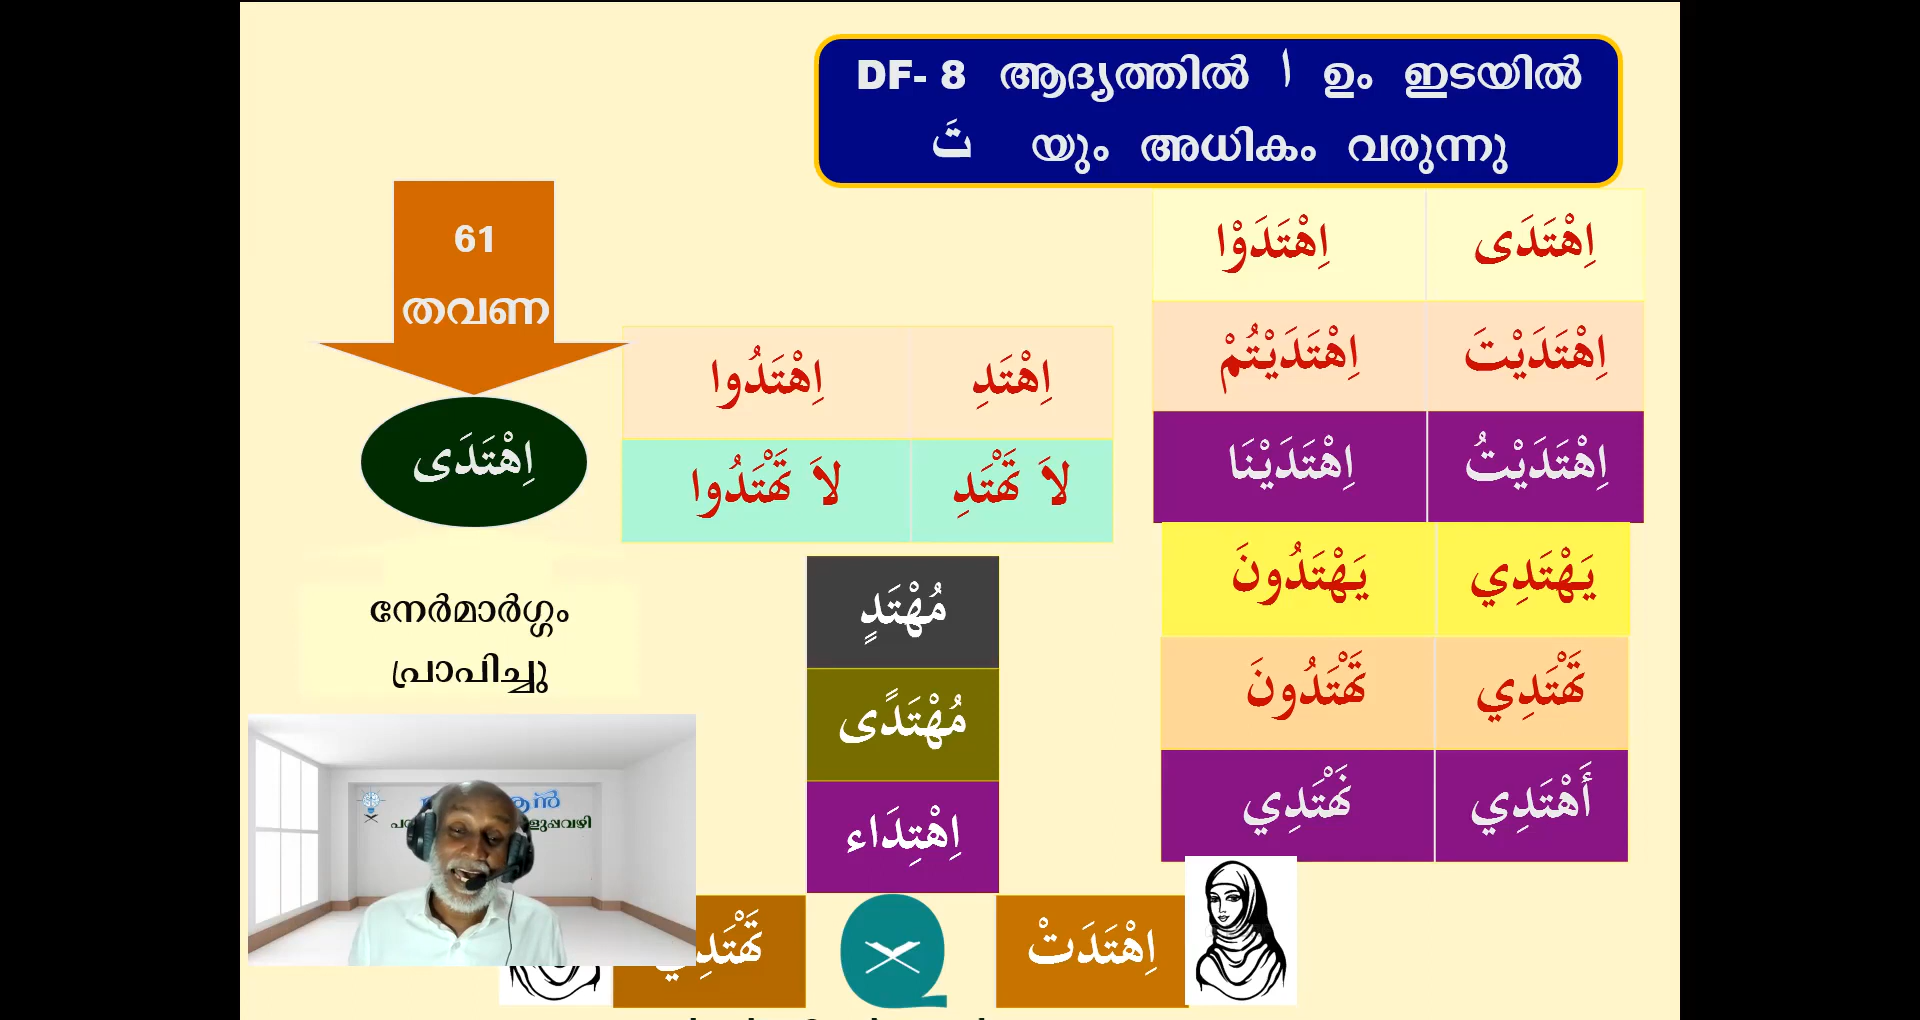 DF- 8 ആദ്യത്തിൽ ا ഉം ഇടയിൽ
تَ യും അധികം വരുന്നു
61
തവണ
اِهْتَدَى
നേർമാർഗ്ഗം
പ്രാപിച്ചു
اِهْتَدَى اِهْتَدَوْا
اِهْتَدَيْتَ اِهْتَدَيْتُمْ
اِهْتَدَيْتُ اِهْتَدَيْنَا
يَهْتَدِي يَهْتَدُونَ
تَهْتَدِي تَهْتَدُونَ
أَهْتَدِي نَهْتَدِي
اِهْتَدِ اِهْتَدُوا
لاَ تَهْتَدِ لاَ تَهْتَدُوا
مُهْتَدٍ
مُهْتَدًى
اِهْتِدَاء
اِهْتَدَتْ
تَهْتَدِي